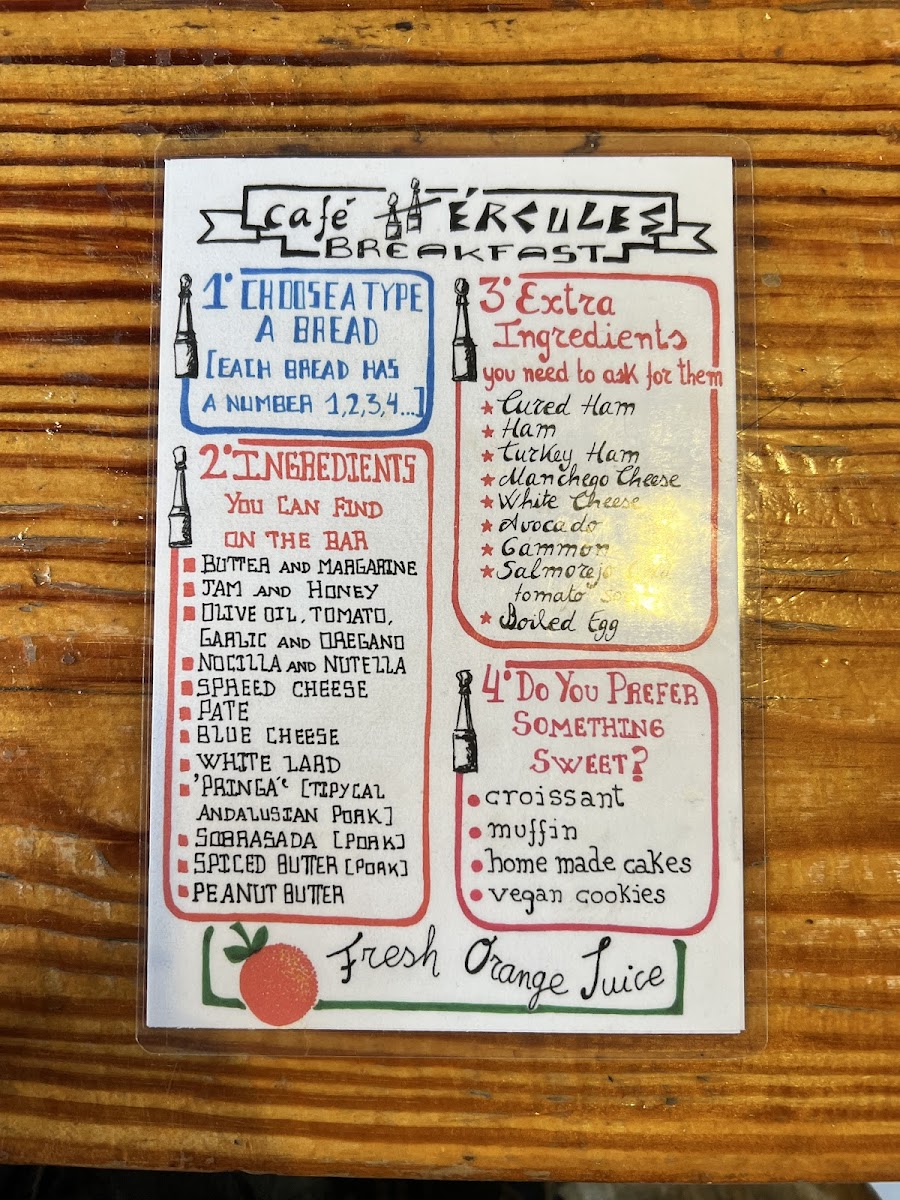 Café HÉRCULES
BREAKFAST
1° CHOOSE A TYPE
A BREAD
[EACH BREAD HAS
A NUMBER 1,2,3,4...]
2° INGREDIENTS
YOU CAN FIND
ON THE BAR
BUTTER AND MARGARINE
JAM AND HONEY
OLIVE OIL, TOMATO,
GARLIC AND OREGANO
NOCILLA AND NUTELLA
SPREED CHEESE
PATE
BLUE CHEESE
WHITE LARD
'PRINGA'' [TIPYCAL
ANDALUSIAN PORK]
SOBRASADA [PORK]
SPICED BUTTER [PORK]
PEANUT BUTTER
3° Extra
Ingredients
you need to ask for them
Cured Ham
Ham
Turkey Ham
Manchego Cheese
White Cheese
Avocado
Gammon
Salmorejo
tomato
Boiled Egg
4° DO YOU PREFER
SOMETHING
SWEET?
croissant
muffin
home made cakes
vegan cookies
Fresh Orange Juice